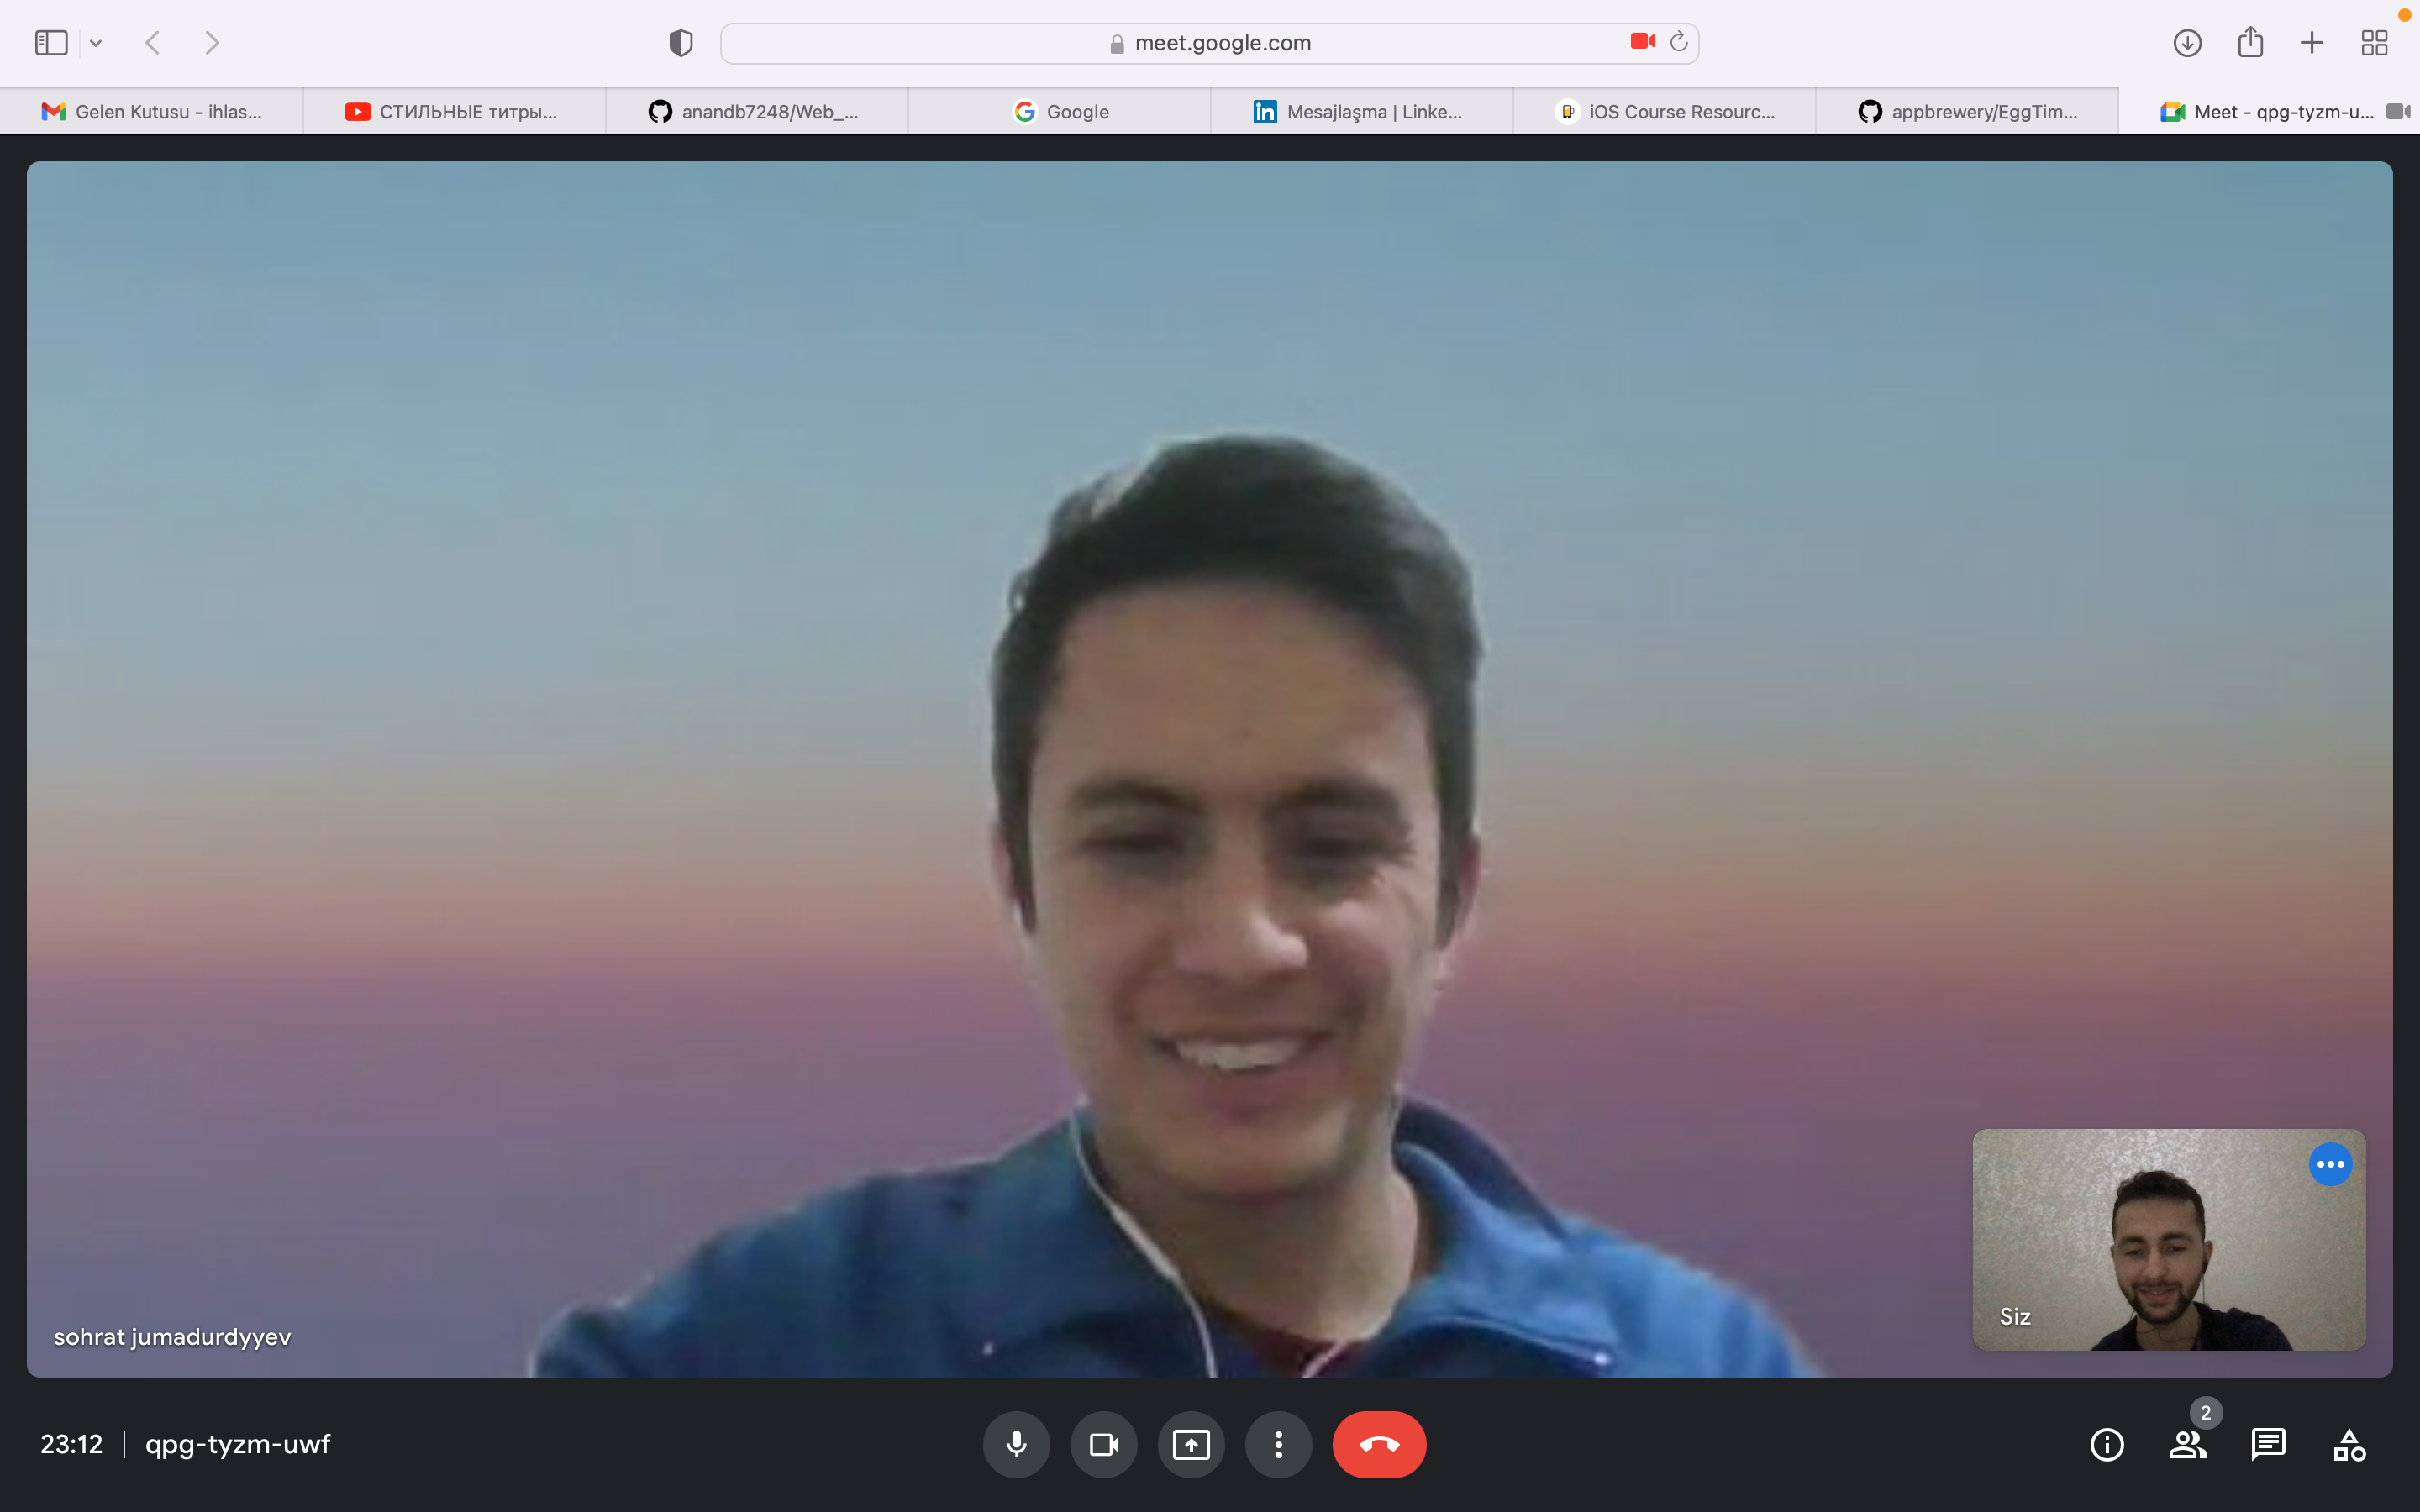 meet.google.com
Gelen Kutusu - ihlas...
СТИЛЬНЫЕ титры...
anandb7248/Web_...
Google
Mesajlaşma | Linke...
iOS Course Resourc...
appbrewery/EggTim...
Meet - qpg-tyzm-u...
sohrat jumadurdyyev
Siz
23:12 | qpg-tyzm-uwf
2